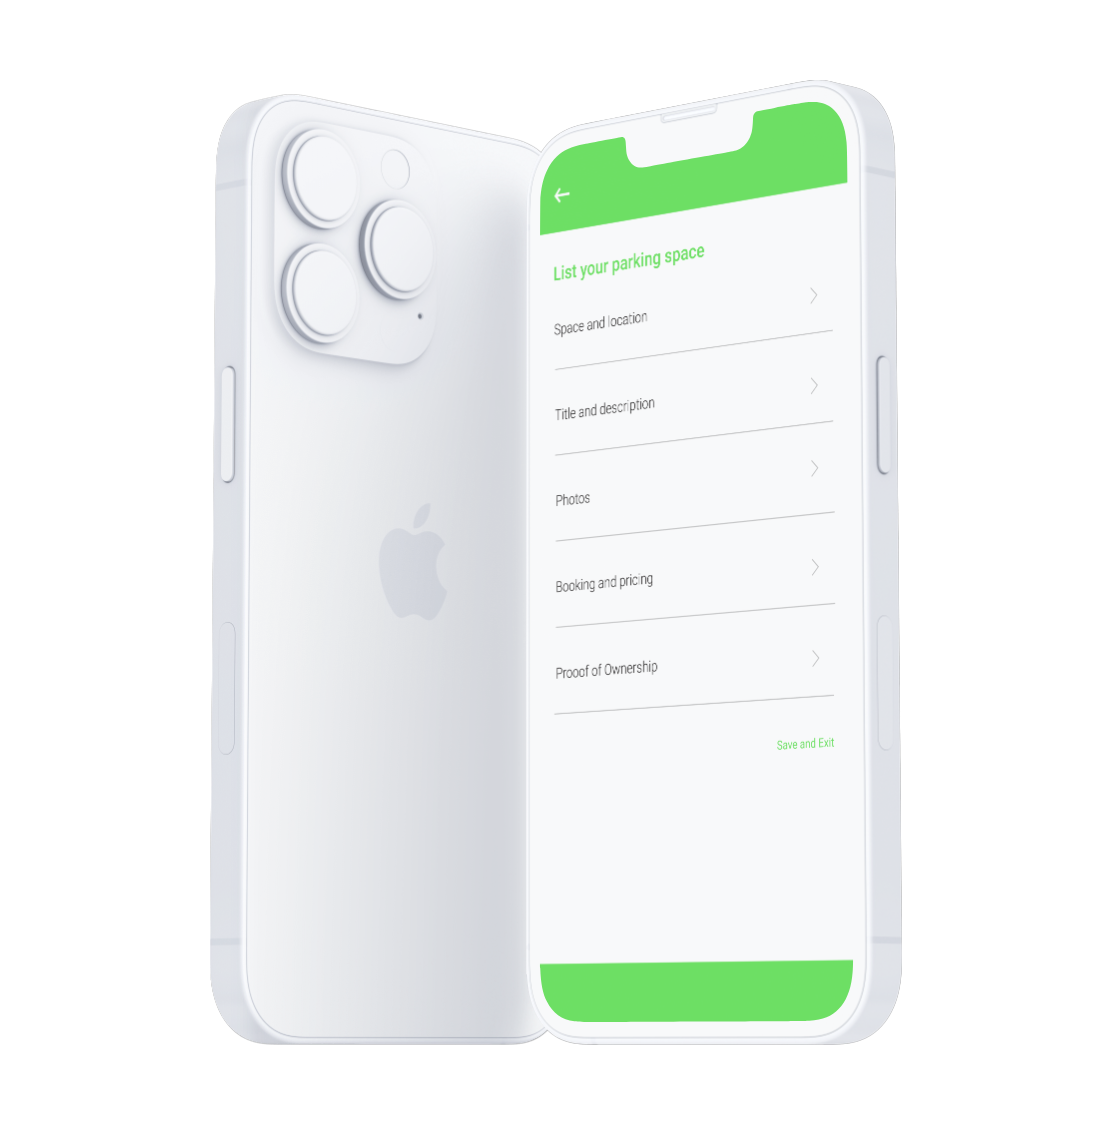 List your parking space
Space and location
Title and description
Photos
Booking and pricing
Prooof of Ownership
Save and Exit